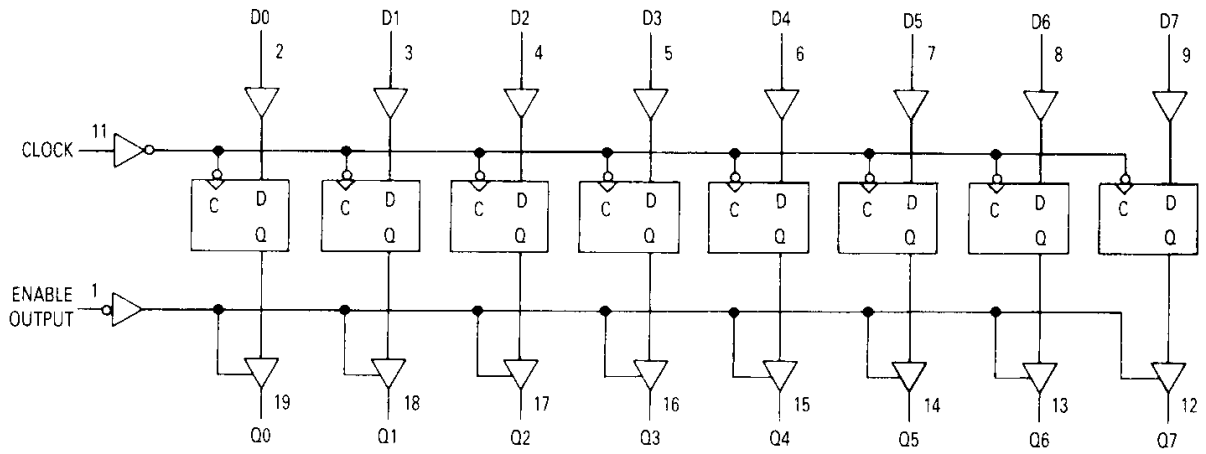 D0 D1 D2 D3 D4 D5 D6 D7
2 3 4 5 6 7 8 9
11
CLOCK
C D C D C D C D C D C D C D C D
Q Q Q Q Q Q Q Q
ENABLE 1
OUTPUT
19 18 17 16 15 14 13 12
Q0 Q1 Q2 Q3 Q4 Q5 Q6 Q7